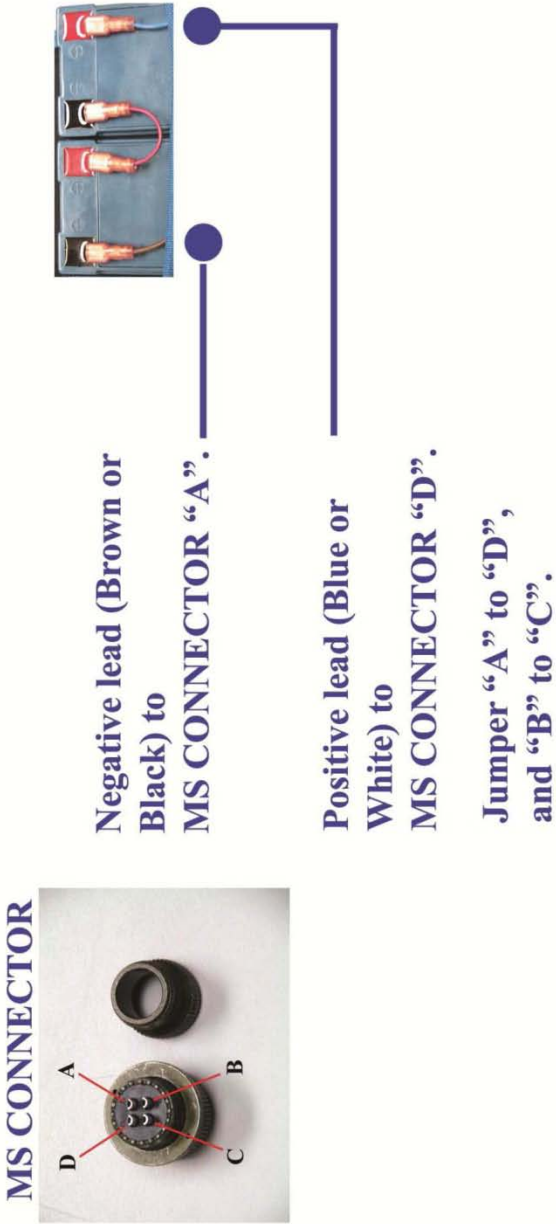 MS CONNECTOR
D
A
C
B
Negative lead (Brown or
Black) to
MS CONNECTOR “A”.
Positive lead (Blue or
White) to
MS CONNECTOR “D”.
Jumper “A” to “D”,
and “B” to “C”.